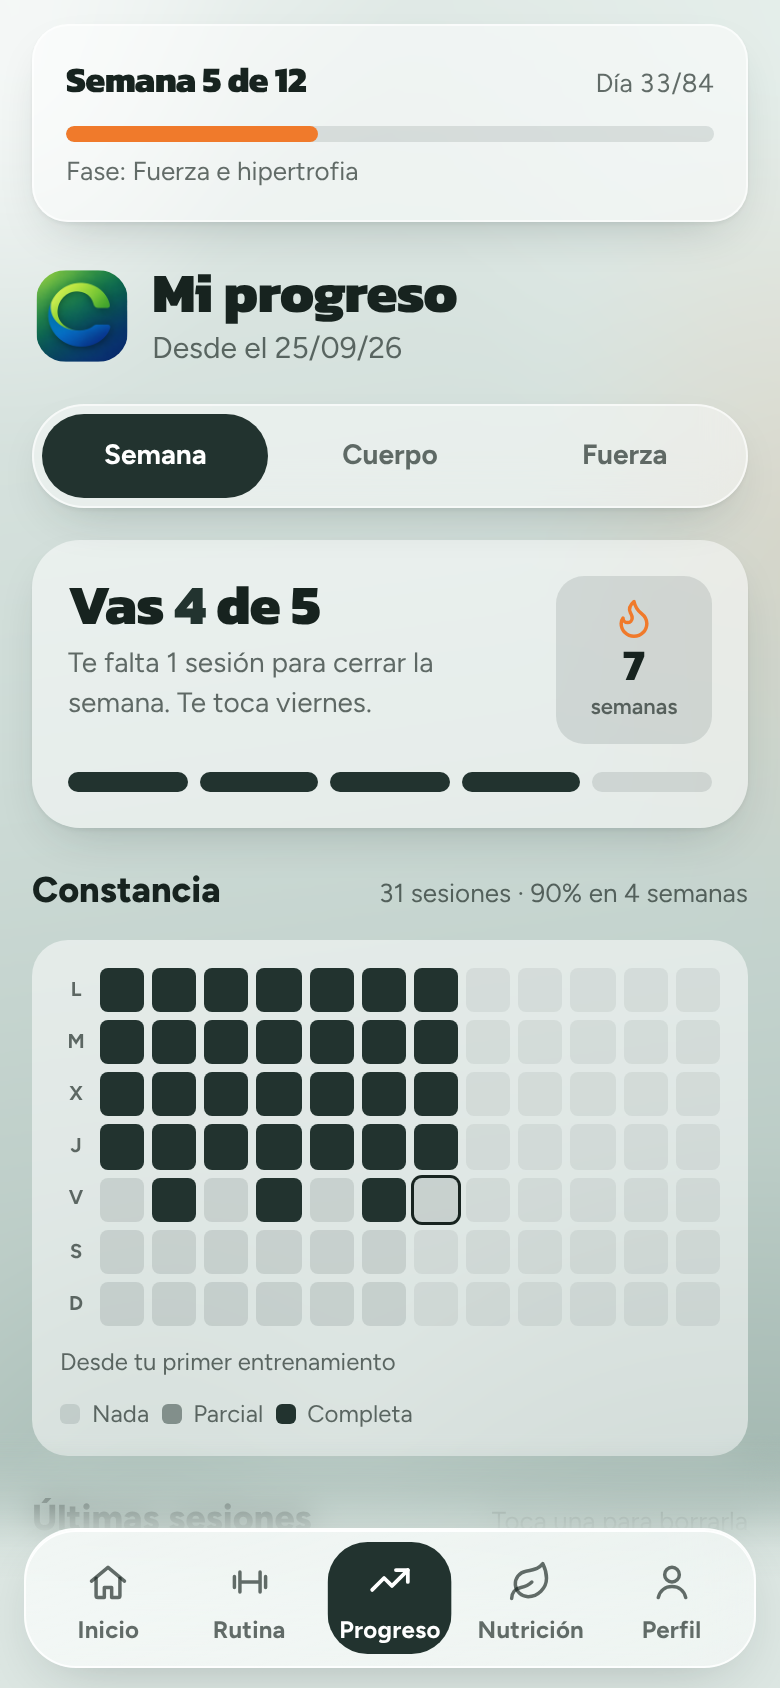 Semana 5 de 12
Día 33/84
Fase: Fuerza e hipertrofia
Mi progreso
Desde el 25/09/26
Semana
Cuerpo
Fuerza
Vas 4 de 5
Te falta 1 sesión para cerrar la
semana. Te toca viernes.
7
semanas
Constancia
31 sesiones · 90% en 4 semanas
L
M
X
J
V
S
D
Desde tu primer entrenamiento
Nada
Parcial
Completa
Últimas sesiones
Toca una para borrarla
Inicio
Rutina
Progreso
Nutrición
Perfil